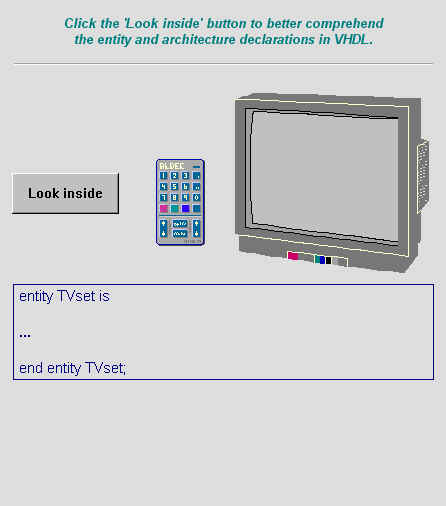 Click the 'Look inside' button to better comprehend
the entity and architecture declarations in VHDL.
ALDEC
1 2 3
4 5 6
7 8 9 0
Look inside
entity TVset is
...
end entity TVset;